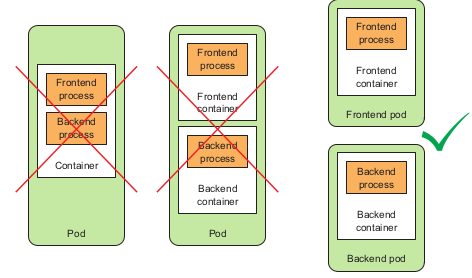 Frontend
process
Backend
process
Container
Pod
Frontend
process
Frontend
container
Backend
process
Backend
container
Pod
Frontend
process
Frontend
container
Frontend pod
Backend
process
Backend
container
Backend pod